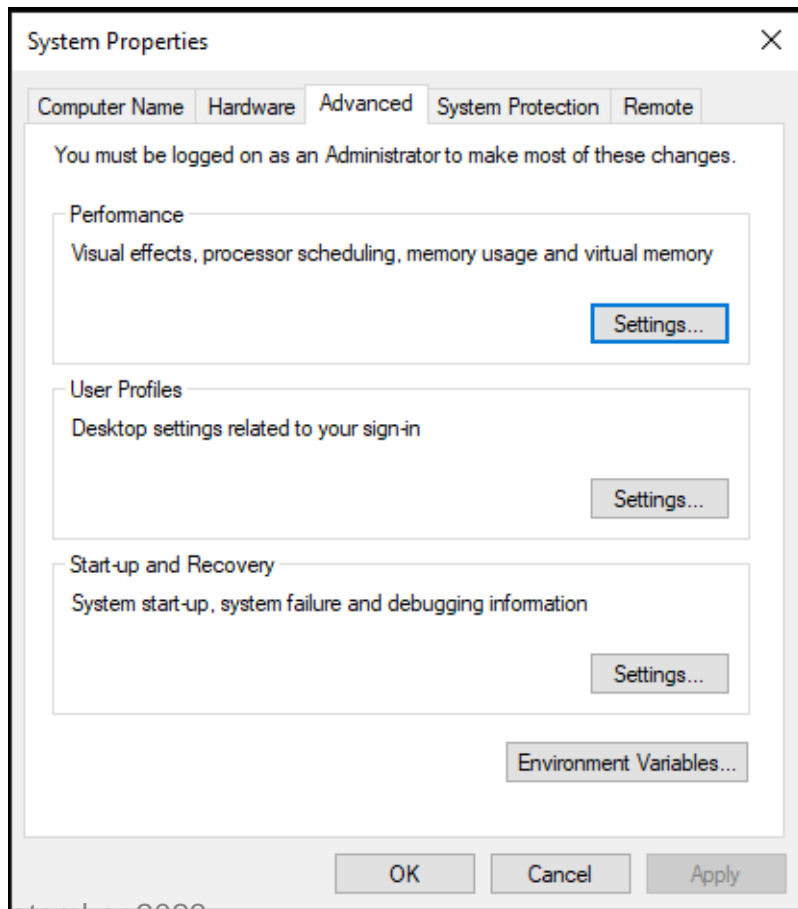 System Properties
Computer Name Hardware Advanced System Protection Remote
You must be logged on as an Administrator to make most of these changes.
Performance
Visual effects, processor scheduling, memory usage and virtual memory
Settings...
User Profiles
Desktop settings related to your sign-in
Settings...
Start-up and Recovery
System start-up, system failure and debugging information
Settings...
Environment Variables...
OK Cancel Apply